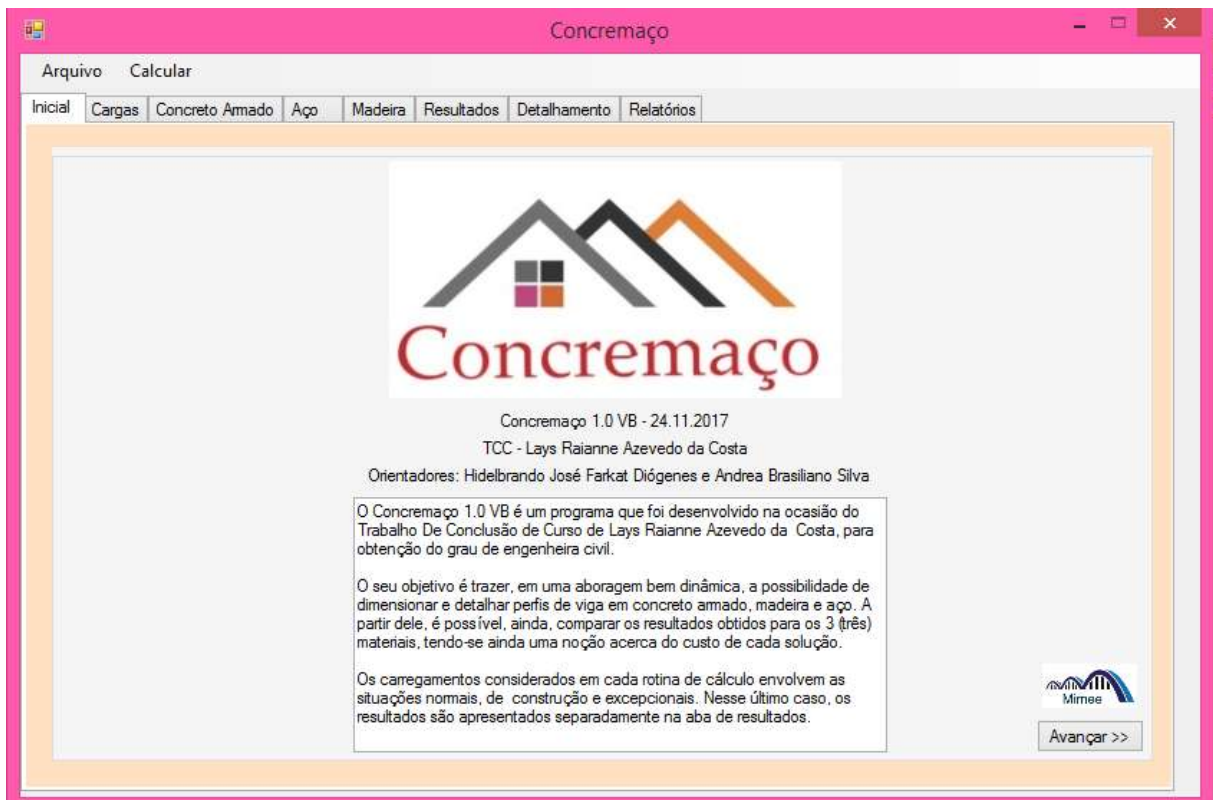 Concremaço
Arquivo Calcular
Inicial Cargas Concreto Armado Aço Madeira Resultados Detalhamento Relatórios
Concremaço
Concremaço 1.0 VB - 24.11.2017
TCC - Lays Raianne Azevedo da Costa
Orientadores: Hidelbrando José Farkat Diógenes e Andrea Brasiliano Silva
O Concremaço 1.0 VB é um programa que foi desenvolvido na ocasião do
Trabalho De Conclusão de Curso de Lays Raianne Azevedo da Costa, para
obtenção do grau de engenheira civil.
O seu objetivo é trazer, em uma aboragem bem dinâmica, a possibilidade de
dimensionar e detalhar perfis de viga em concreto armado, madeira e aço. A
partir dele, é possível, ainda, comparar os resultados obtidos para os 3 (três)
materiais, tendo-se ainda uma noção acerca do custo de cada solução.
Os carregamentos considerados em cada rotina de cálculo envolvem as
situações normais, de construção e excepcionais. Nesse último caso, os
resultados são apresentados separadamente na aba de resultados.
Mimee
Avançar >>